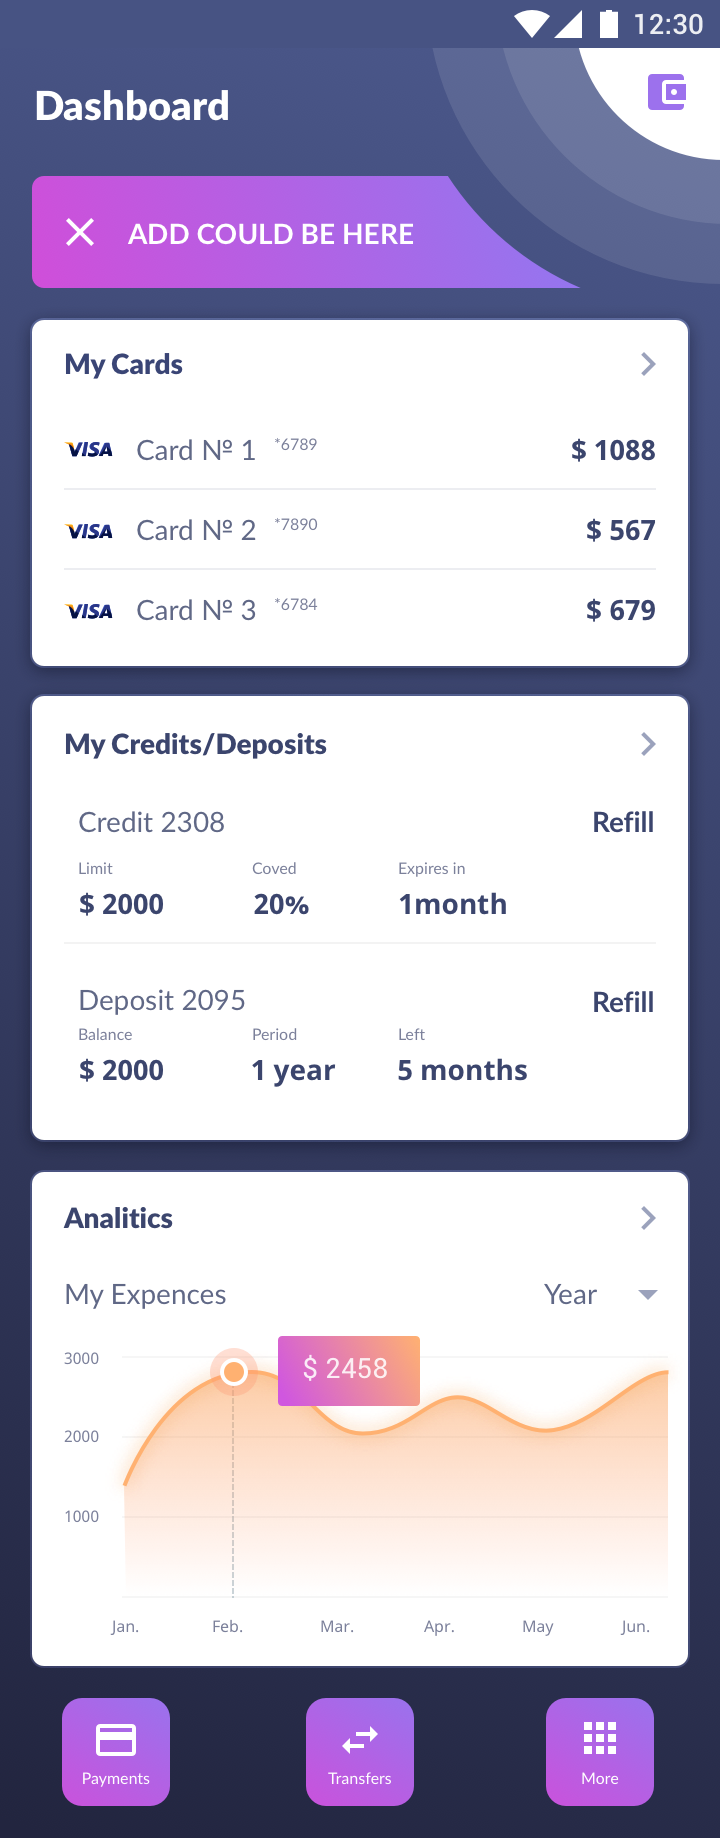 12:30
Dashboard
ADD COULD BE HERE
My Cards
VISA Card Nº 1 *6789 $ 1088
VISA Card Nº 2 *7890 $ 567
VISA Card Nº 3 *6784 $ 679
My Credits/Deposits
Credit 2308 Refill
Limit Coved Expires in
$ 2000 20% 1month
Deposit 2095 Refill
Balance Period Left
$ 2000 1 year 5 months
Analitics
My Expences Year
3000
$ 2458
2000
1000
Jan. Feb. Mar. Apr. May Jun.
Payments Transfers More